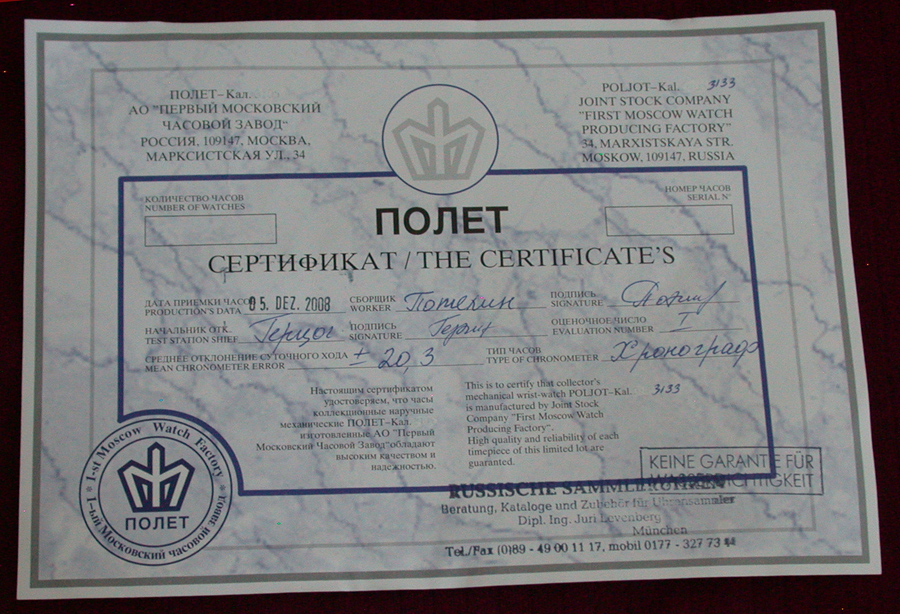 ПОЛЕТ-Кал.
АО "ПЕРВЫЙ МОСКОВСКИЙ
ЧАСОВОЙ ЗАВОД"
РОССИЯ, 109147, МОСКВА,
МАРКСИСТСКАЯ УЛ., 34
POLJOT-Kal. 3133
JOINT STOCK COMPANY
"FIRST MOSCOW WATCH
PRODUCING FACTORY"
34, MARXISTSKAYA STR.
MOSKOW, 109147, RUSSIA
КОЛИЧЕСТВО ЧАСОВ
NUMBER OF WATCHES
НОМЕР ЧАСОВ
SERIAL N'
ПОЛЕТ
СЕРТИФИКАТ / THE CERTIFICATE'S
ДАТА ПРИЕМКИ ЧАСОВ
PRODUCTION'S DATA 05. DEZ. 2008
СБОРЩИК
WORKER Потехин
ПОДПИСЬ
SIGNATURE
НАЧАЛЬНИК ОТК.
TEST STATION SHIEF Герцог
ПОДПИСЬ
SIGNATURE
ОЦЕНОЧНОЕ ЧИСЛО
EVALUATION NUMBER I
СРЕДНЕЕ ОТКЛОНЕНИЕ СУТОЧНОГО ХОДА
MEAN CHRONOMETER ERROR ± 20,3
ТИП ЧАСОВ
TYPE OF CHRONOMETER Хронограф
Настоящим сертификатом
удостоверяем, что часы
коллекционные наручные
механические ПОЛЕТ-Кал.
изготовленные АО "Первый
Московский Часовой Завод"обладают
высоким качеством и
надежностью.
This is to certify that collector's
mechanical wrist-watch POLJOT-Kal. 3133
is manufactured by Joint Stock
Company "First Moscow Watch
Producing Factory".
High quality and reliability of each
timepiece of this limited lot are
guaranted.
KEINE GARANTIE FÜR
WASSERDICHTIGKEIT
RUSSISCHE SAMMLERUHREN
Beratung, Kataloge und Zubehör für Uhrensammler
Dipl. Ing. Juri Levenberg
München
Tel./Fax (0)89 - 49 00 11 17, mobil 0177 - 327 73 44
1-st Moscow Watch Factory
ПОЛЕТ
1-ый Московский часовой завод